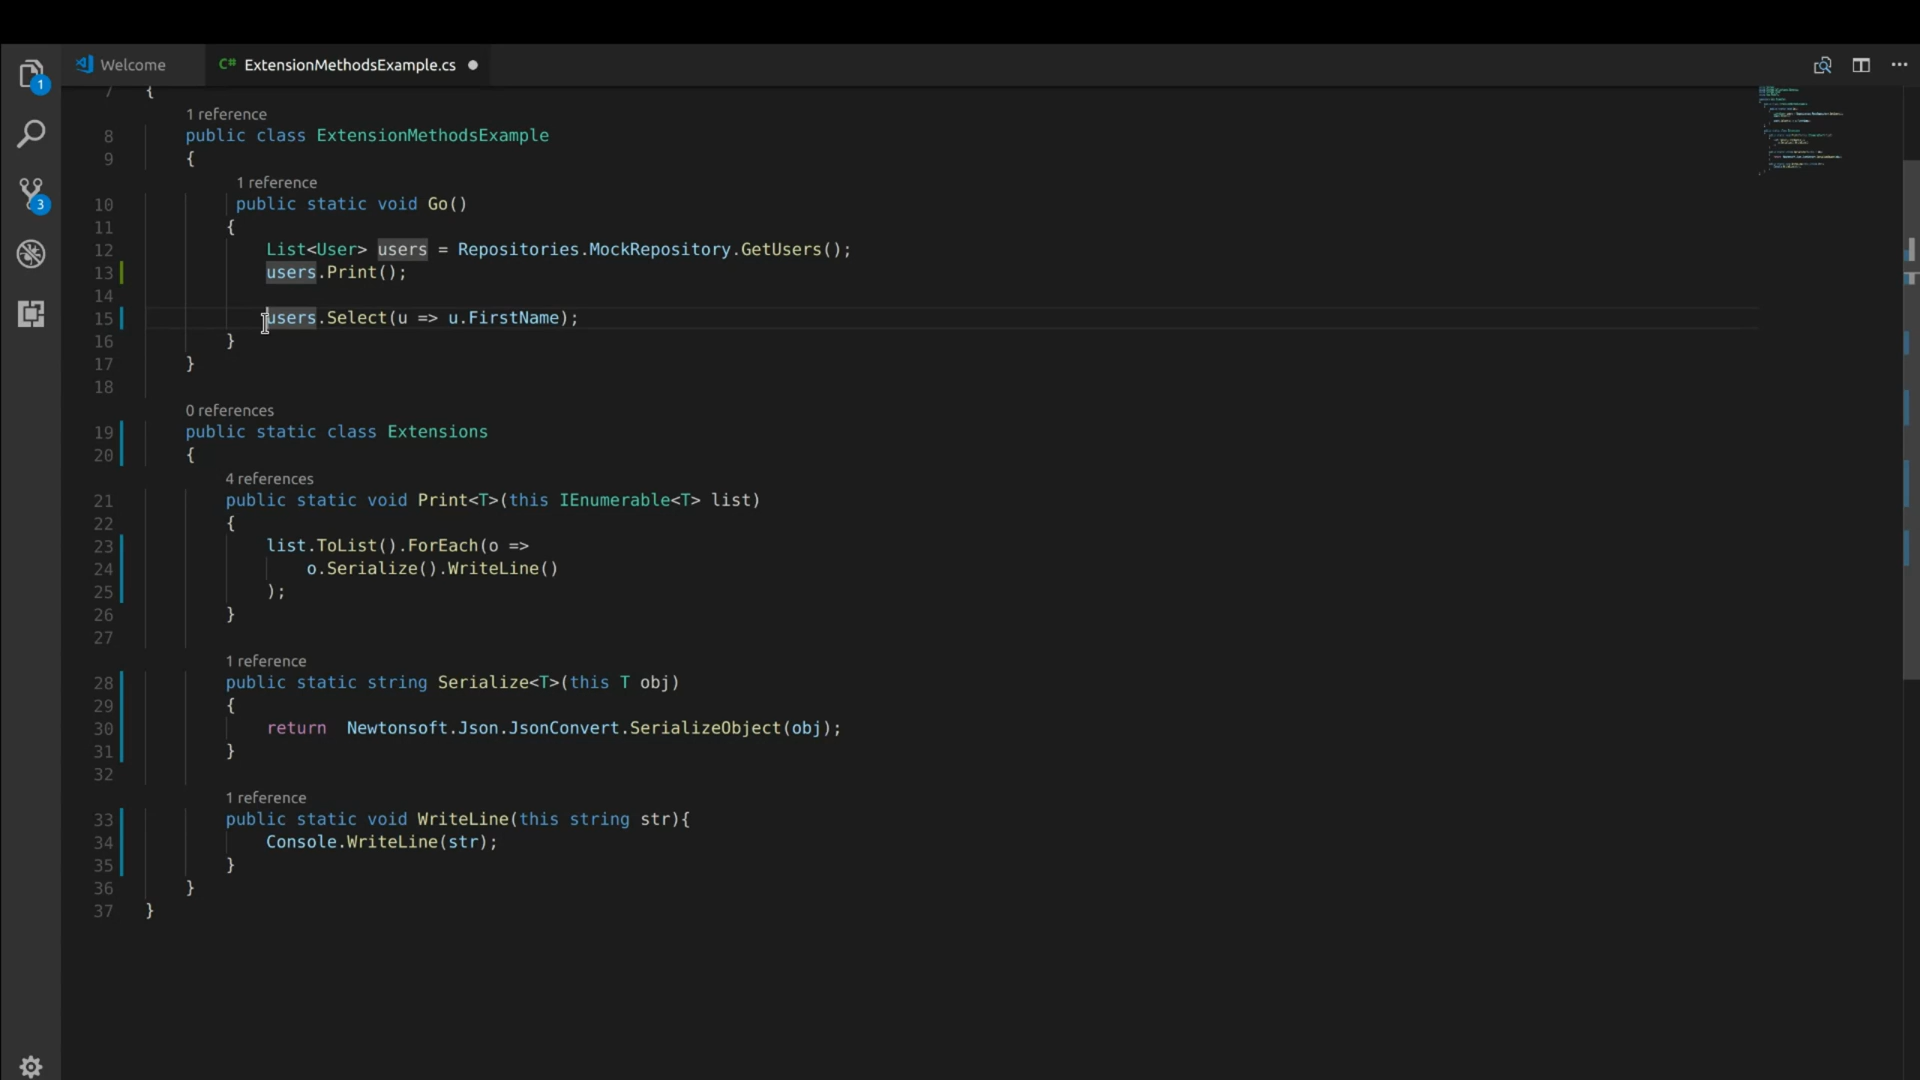 1
3
Welcome
C# ExtensionMethodsExample.cs
7 {
1 reference
8 public class ExtensionMethodsExample
9 {
1 reference
10 public static void Go()
11 {
12 List<User> users = Repositories.MockRepository.GetUsers();
13 users.Print();
14
15 users.Select(u => u.FirstName);
16 }
17 }
18
0 references
19 public static class Extensions
20 {
4 references
21 public static void Print<T>(this IEnumerable<T> list)
22 {
23 list.ToList().ForEach(o =>
24 o.Serialize().WriteLine()
25 );
26 }
27
1 reference
28 public static string Serialize<T>(this T obj)
29 {
30 return  Newtonsoft.Json.JsonConvert.SerializeObject(obj);
31 }
32
1 reference
33 public static void WriteLine(this string str){
34 Console.WriteLine(str);
35 }
36 }
37 }